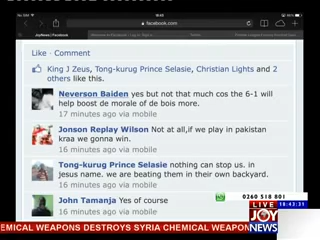 facebook.com
Like · Comment
King J Zeus, Tong-kurug Prince Selasie, Christian Lights and 2
others like this.
Neverson Baiden yes but not that much cos the 6-1 will
help boost de morale of de bois more.
17 minutes ago via mobile
Jonson Replay Wilson Not at all,if we play in pakistan
kraa we gonna win.
16 minutes ago via mobile
Tong-kurug Prince Selasie nothing can stop us. in
jesus name. we are beating them in their own backyard.
16 minutes ago via mobile
John Tamanja Yes of course
16 minutes ago via mobile
0260 518 801
LIVE 18:43:31
JOY
NEWS
EMICAL WEAPONS DESTROYS SYRIA CHEMICAL WEAPON